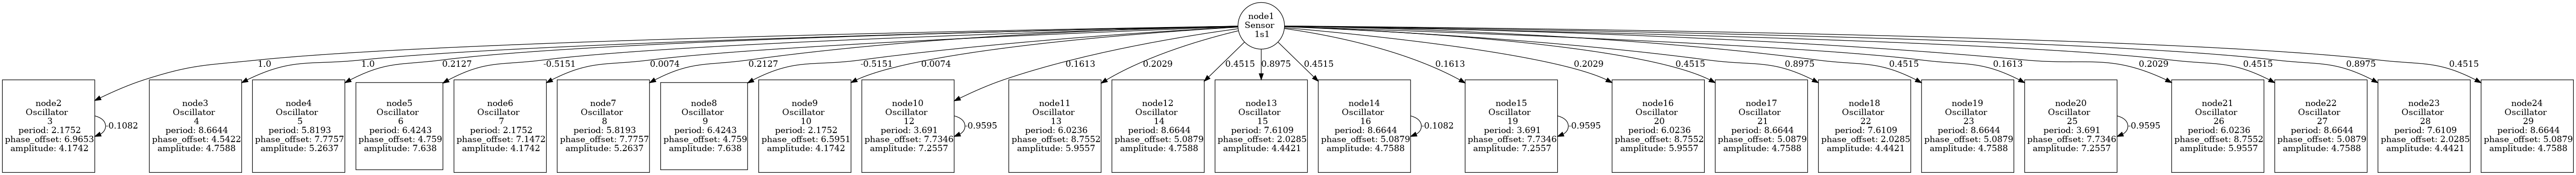 node1
Sensor
1s1
1.0
1.0
0.2127
-0.5151
0.0074
0.2127
-0.5151
0.0074
0.1613
0.2029
0.4515
0.8975
0.4515
0.1613
0.2029
0.4515
0.8975
0.4515
0.1613
0.2029
0.4515
0.8975
0.4515
node2
Oscillator
3
period: 2.1752
phase_offset: 6.9653
amplitude: 4.1742
-0.1082
node3
Oscillator
4
period: 8.6644
phase_offset: 4.5422
amplitude: 4.7588
node4
Oscillator
5
period: 5.8193
phase_offset: 7.7757
amplitude: 5.2637
node5
Oscillator
6
period: 6.4243
phase_offset: 4.759
amplitude: 7.638
node6
Oscillator
7
period: 2.1752
phase_offset: 7.1472
amplitude: 4.1742
node7
Oscillator
8
period: 5.8193
phase_offset: 7.7757
amplitude: 5.2637
node8
Oscillator
9
period: 6.4243
phase_offset: 4.759
amplitude: 7.638
node9
Oscillator
10
period: 2.1752
phase_offset: 6.5951
amplitude: 4.1742
node10
Oscillator
12
period: 3.691
phase_offset: 7.7346
amplitude: 7.2557
-0.9595
node11
Oscillator
13
period: 6.0236
phase_offset: 8.7552
amplitude: 5.9557
node12
Oscillator
14
period: 8.6644
phase_offset: 5.0879
amplitude: 4.7588
node13
Oscillator
15
period: 7.6109
phase_offset: 2.0285
amplitude: 4.4421
node14
Oscillator
16
period: 8.6644
phase_offset: 5.0879
amplitude: 4.7588
-0.1082
node15
Oscillator
19
period: 3.691
phase_offset: 7.7346
amplitude: 7.2557
-0.9595
node16
Oscillator
20
period: 6.0236
phase_offset: 8.7552
amplitude: 5.9557
node17
Oscillator
21
period: 8.6644
phase_offset: 5.0879
amplitude: 4.7588
node18
Oscillator
22
period: 7.6109
phase_offset: 2.0285
amplitude: 4.4421
node19
Oscillator
23
period: 8.6644
phase_offset: 5.0879
amplitude: 4.7588
node20
Oscillator
25
period: 3.691
phase_offset: 7.7346
amplitude: 7.2557
-0.9595
node21
Oscillator
26
period: 6.0236
phase_offset: 8.7552
amplitude: 5.9557
node22
Oscillator
27
period: 8.6644
phase_offset: 5.0879
amplitude: 4.7588
node23
Oscillator
28
period: 7.6109
phase_offset: 2.0285
amplitude: 4.4421
node24
Oscillator
29
period: 8.6644
phase_offset: 5.0879
amplitude: 4.7588